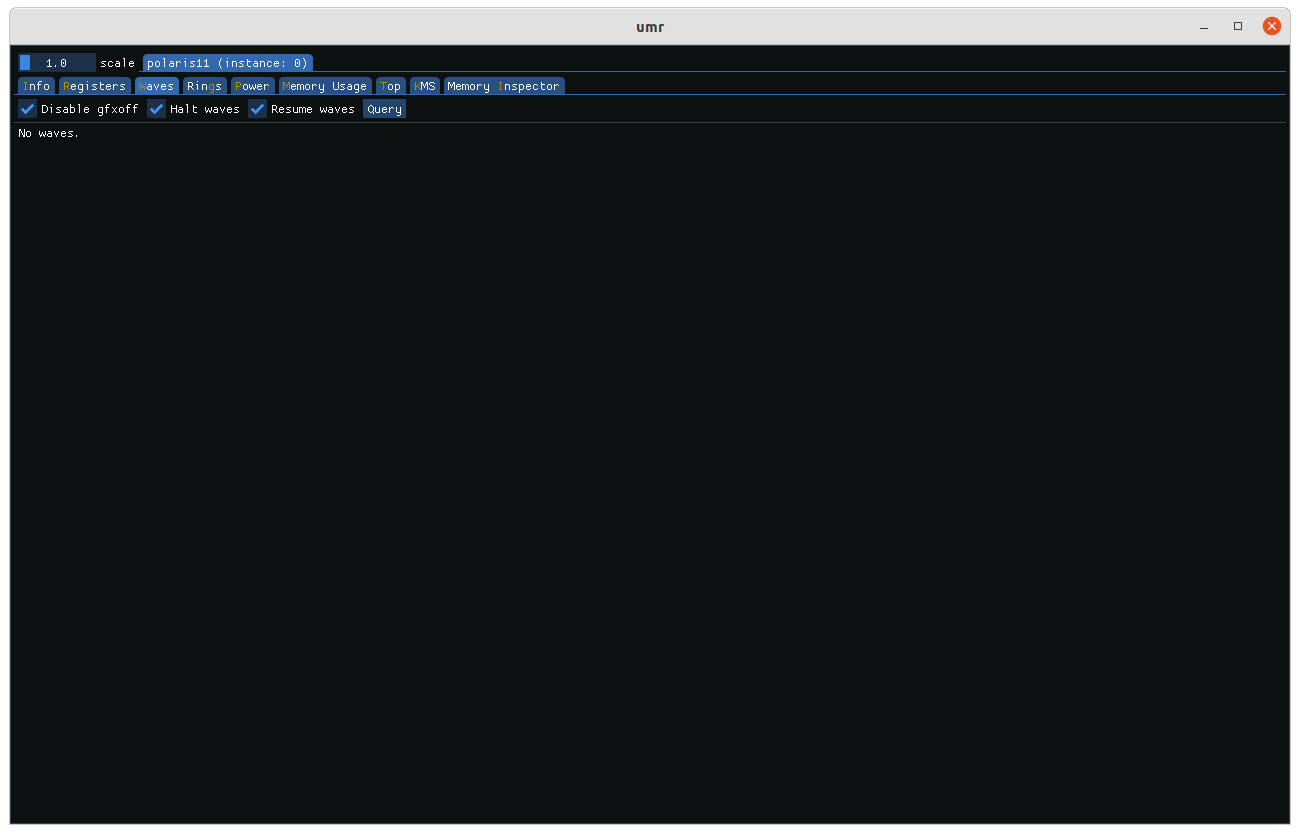 umr
1.0 scale polaris11 (instance: 0)
Info Registers Waves Rings Power Memory Usage Top KMS Memory Inspector
Disable gfxoff Halt waves Resume waves Query
No waves.